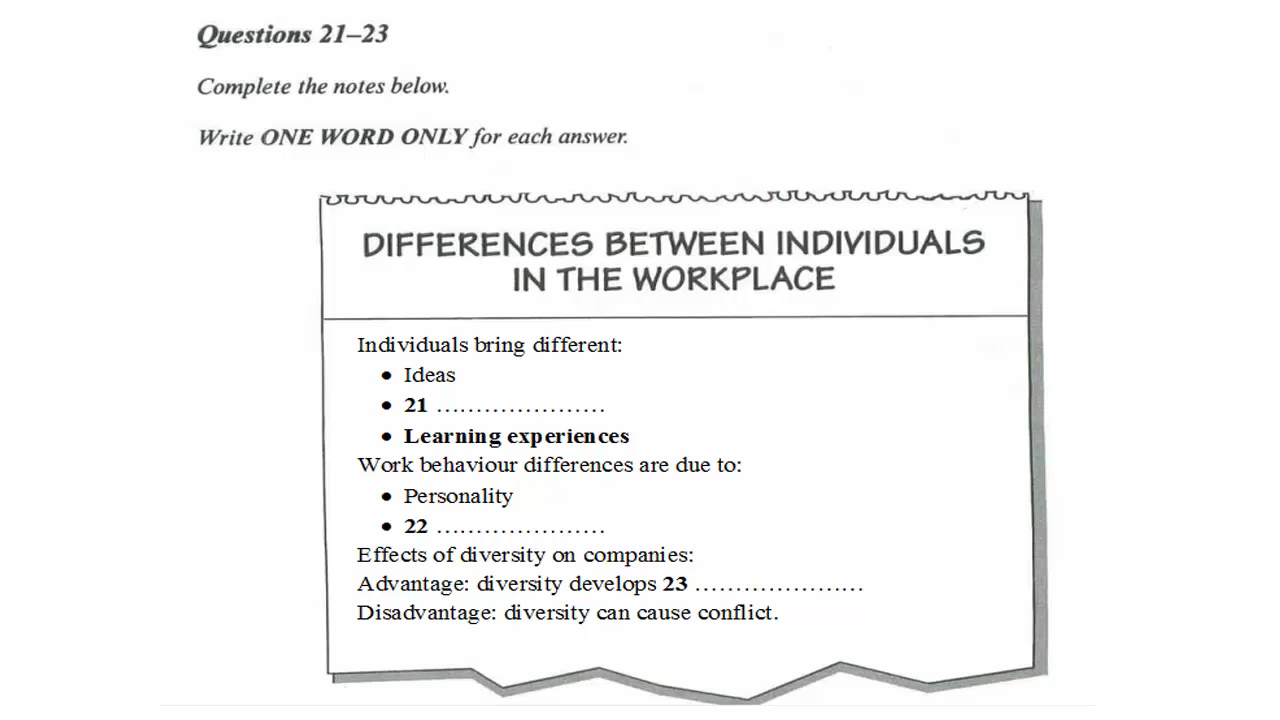 Questions 21–23
Complete the notes below.
Write ONE WORD ONLY for each answer.
DIFFERENCES BETWEEN INDIVIDUALS
IN THE WORKPLACE
Individuals bring different:
• Ideas
• 21 .....................
• Learning experiences
Work behaviour differences are due to:
• Personality
• 22 .....................
Effects of diversity on companies:
Advantage: diversity develops 23 .....................
Disadvantage: diversity can cause conflict.